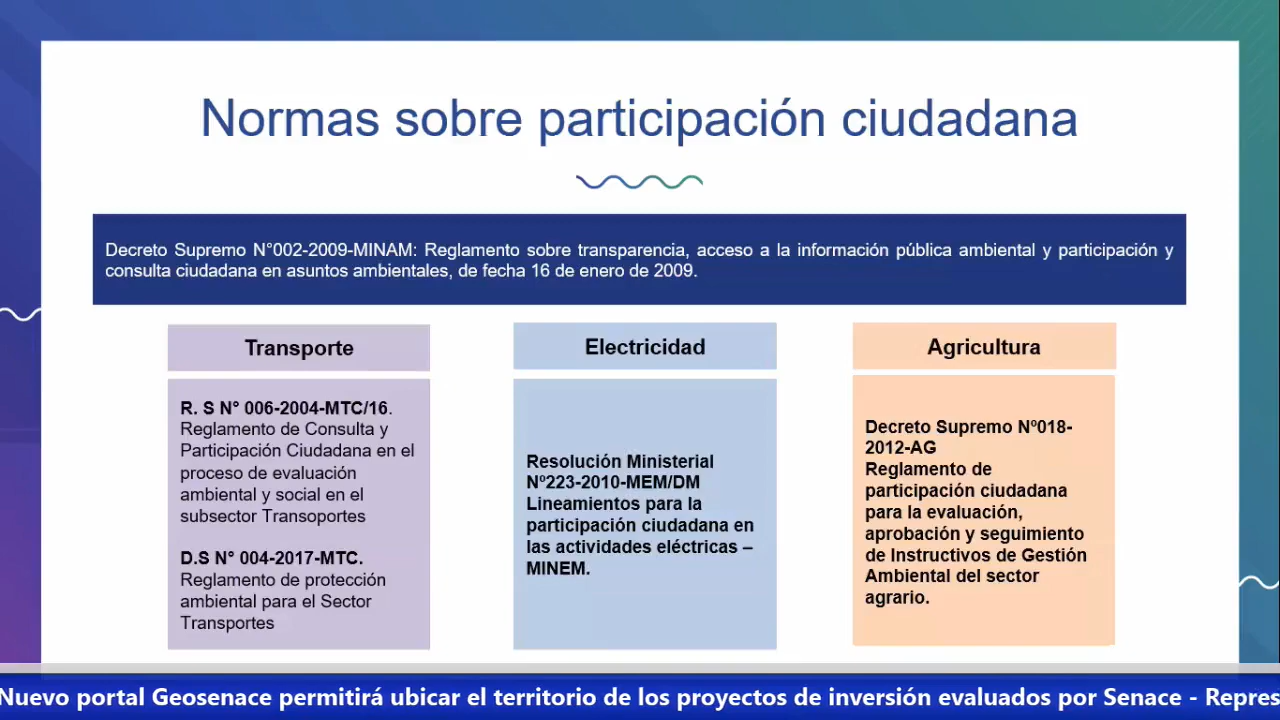 Normas sobre participación ciudadana
Decreto Supremo N°002-2009-MINAM: Reglamento sobre transparencia, acceso a la información pública ambiental y participación y
consulta ciudadana en asuntos ambientales, de fecha 16 de enero de 2009.
Transporte
R. S N° 006-2004-MTC/16.
Reglamento de Consulta y
Participación Ciudadana en el
proceso de evaluación
ambiental y social en el
subsector Transoportes
D.S N° 004-2017-MTC.
Reglamento de protección
ambiental para el Sector
Transportes
Electricidad
Resolución Ministerial
Nº223-2010-MEM/DM
Lineamientos para la
participación ciudadana en
las actividades eléctricas –
MINEM.
Agricultura
Decreto Supremo Nº018-
2012-AG
Reglamento de
participación ciudadana
para la evaluación,
aprobación y seguimiento
de Instructivos de Gestión
Ambiental del sector
agrario.
Nuevo portal Geosenace permitirá ubicar el territorio de los proyectos de inversión evaluados por Senace - Repres